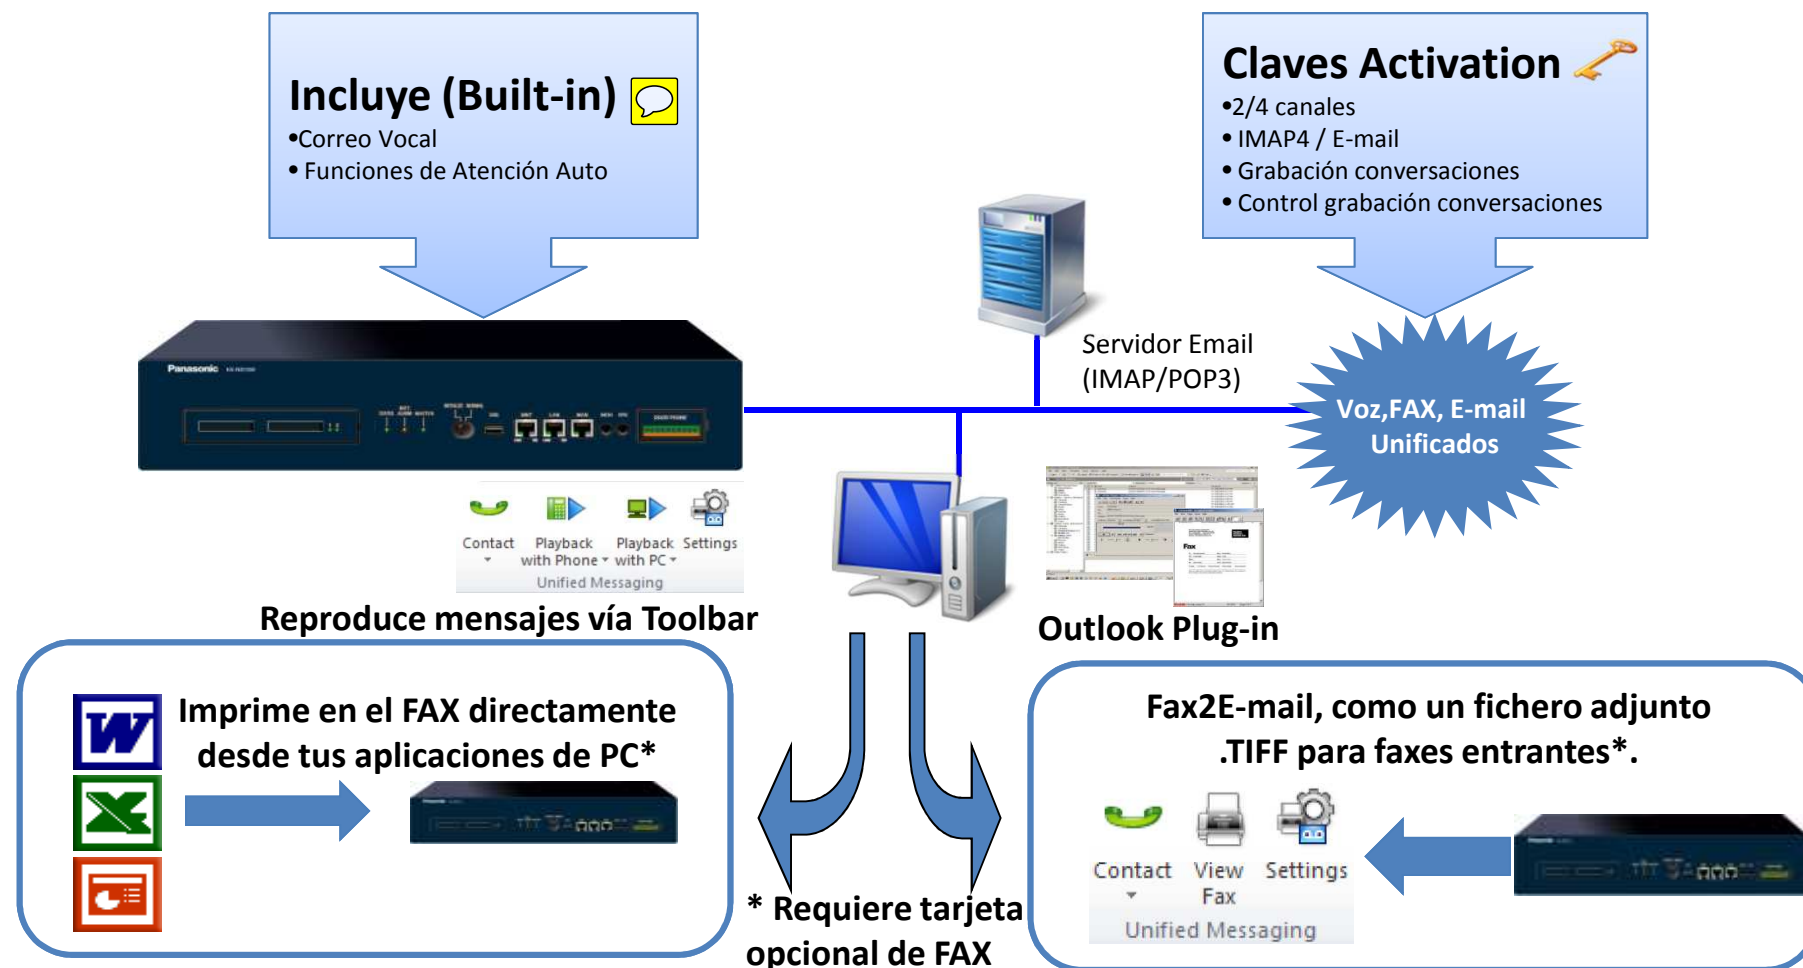 Incluye (Built-in)
•Correo Vocal
• Funciones de Atención Auto
Claves Activation
•2/4 canales
• IMAP4 / E-mail
• Grabación conversaciones
• Control grabación conversaciones
Servidor Email
(IMAP/POP3)
Panasonic
Voz,FAX, E-mail
Unificados
Contact
Playback
with Phone
Playback
with PC
Settings
Unified Messaging
Reproduce mensajes vía Toolbar
Fax
Outlook Plug-in
Imprime en el FAX directamente
desde tus aplicaciones de PC*
Fax2E-mail, como un fichero adjunto
.TIFF para faxes entrantes*.
Contact
View
Fax
Settings
Unified Messaging
* Requiere tarjeta
opcional de FAX